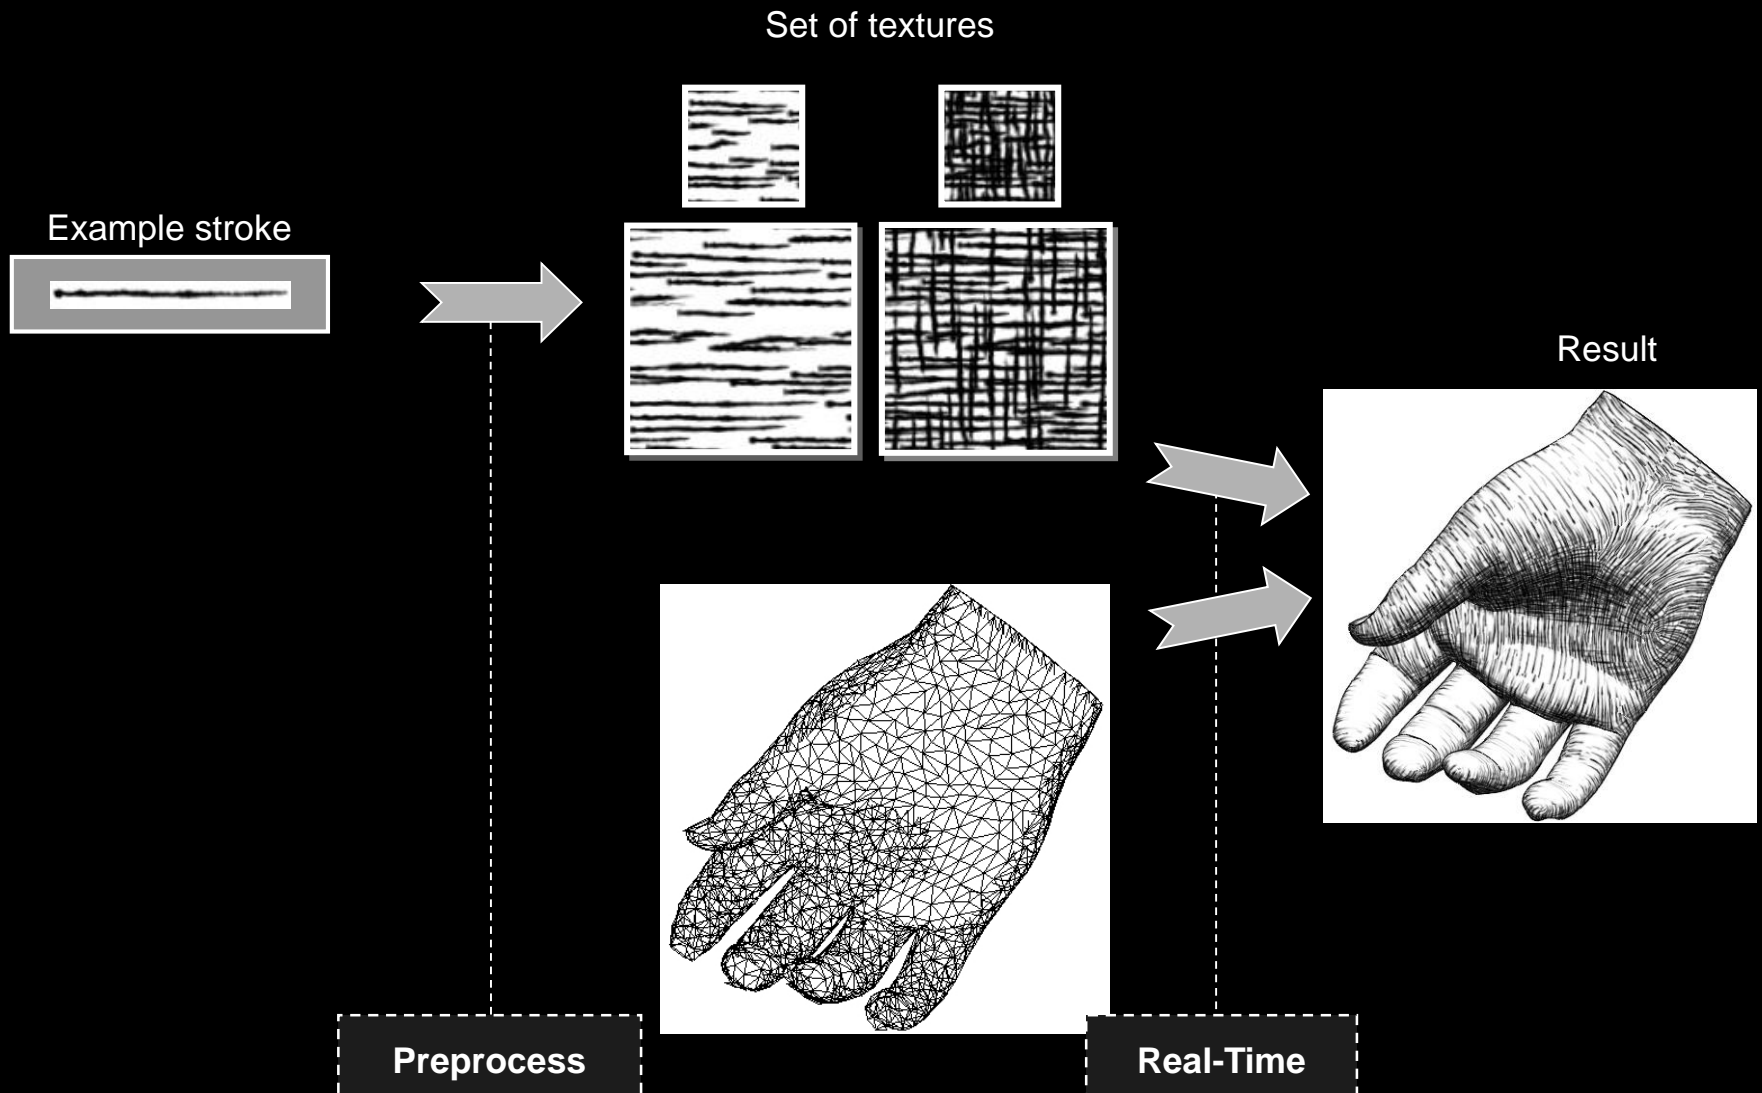 Set of textures
Example stroke
Result
Preprocess
Real-Time